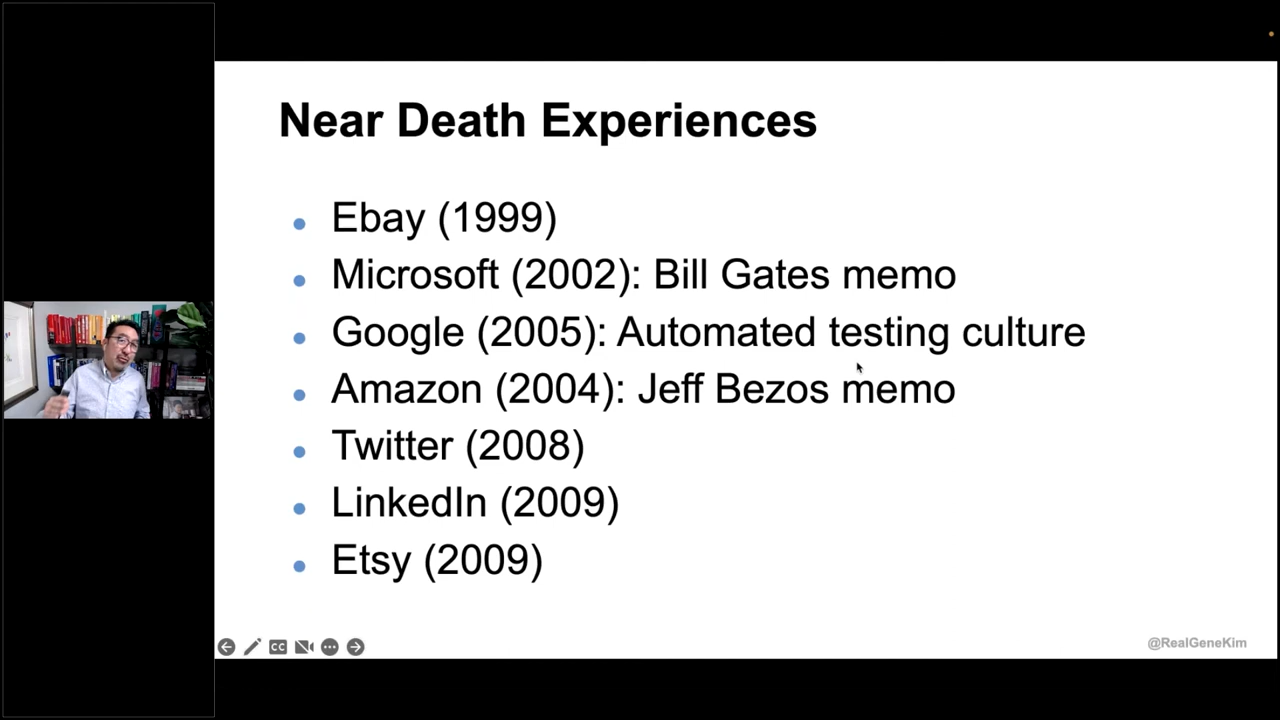 Near Death Experiences
Ebay (1999)
Microsoft (2002): Bill Gates memo
Google (2005): Automated testing culture
Amazon (2004): Jeff Bezos memo
Twitter (2008)
LinkedIn (2009)
Etsy (2009)
CC
@RealGeneKim